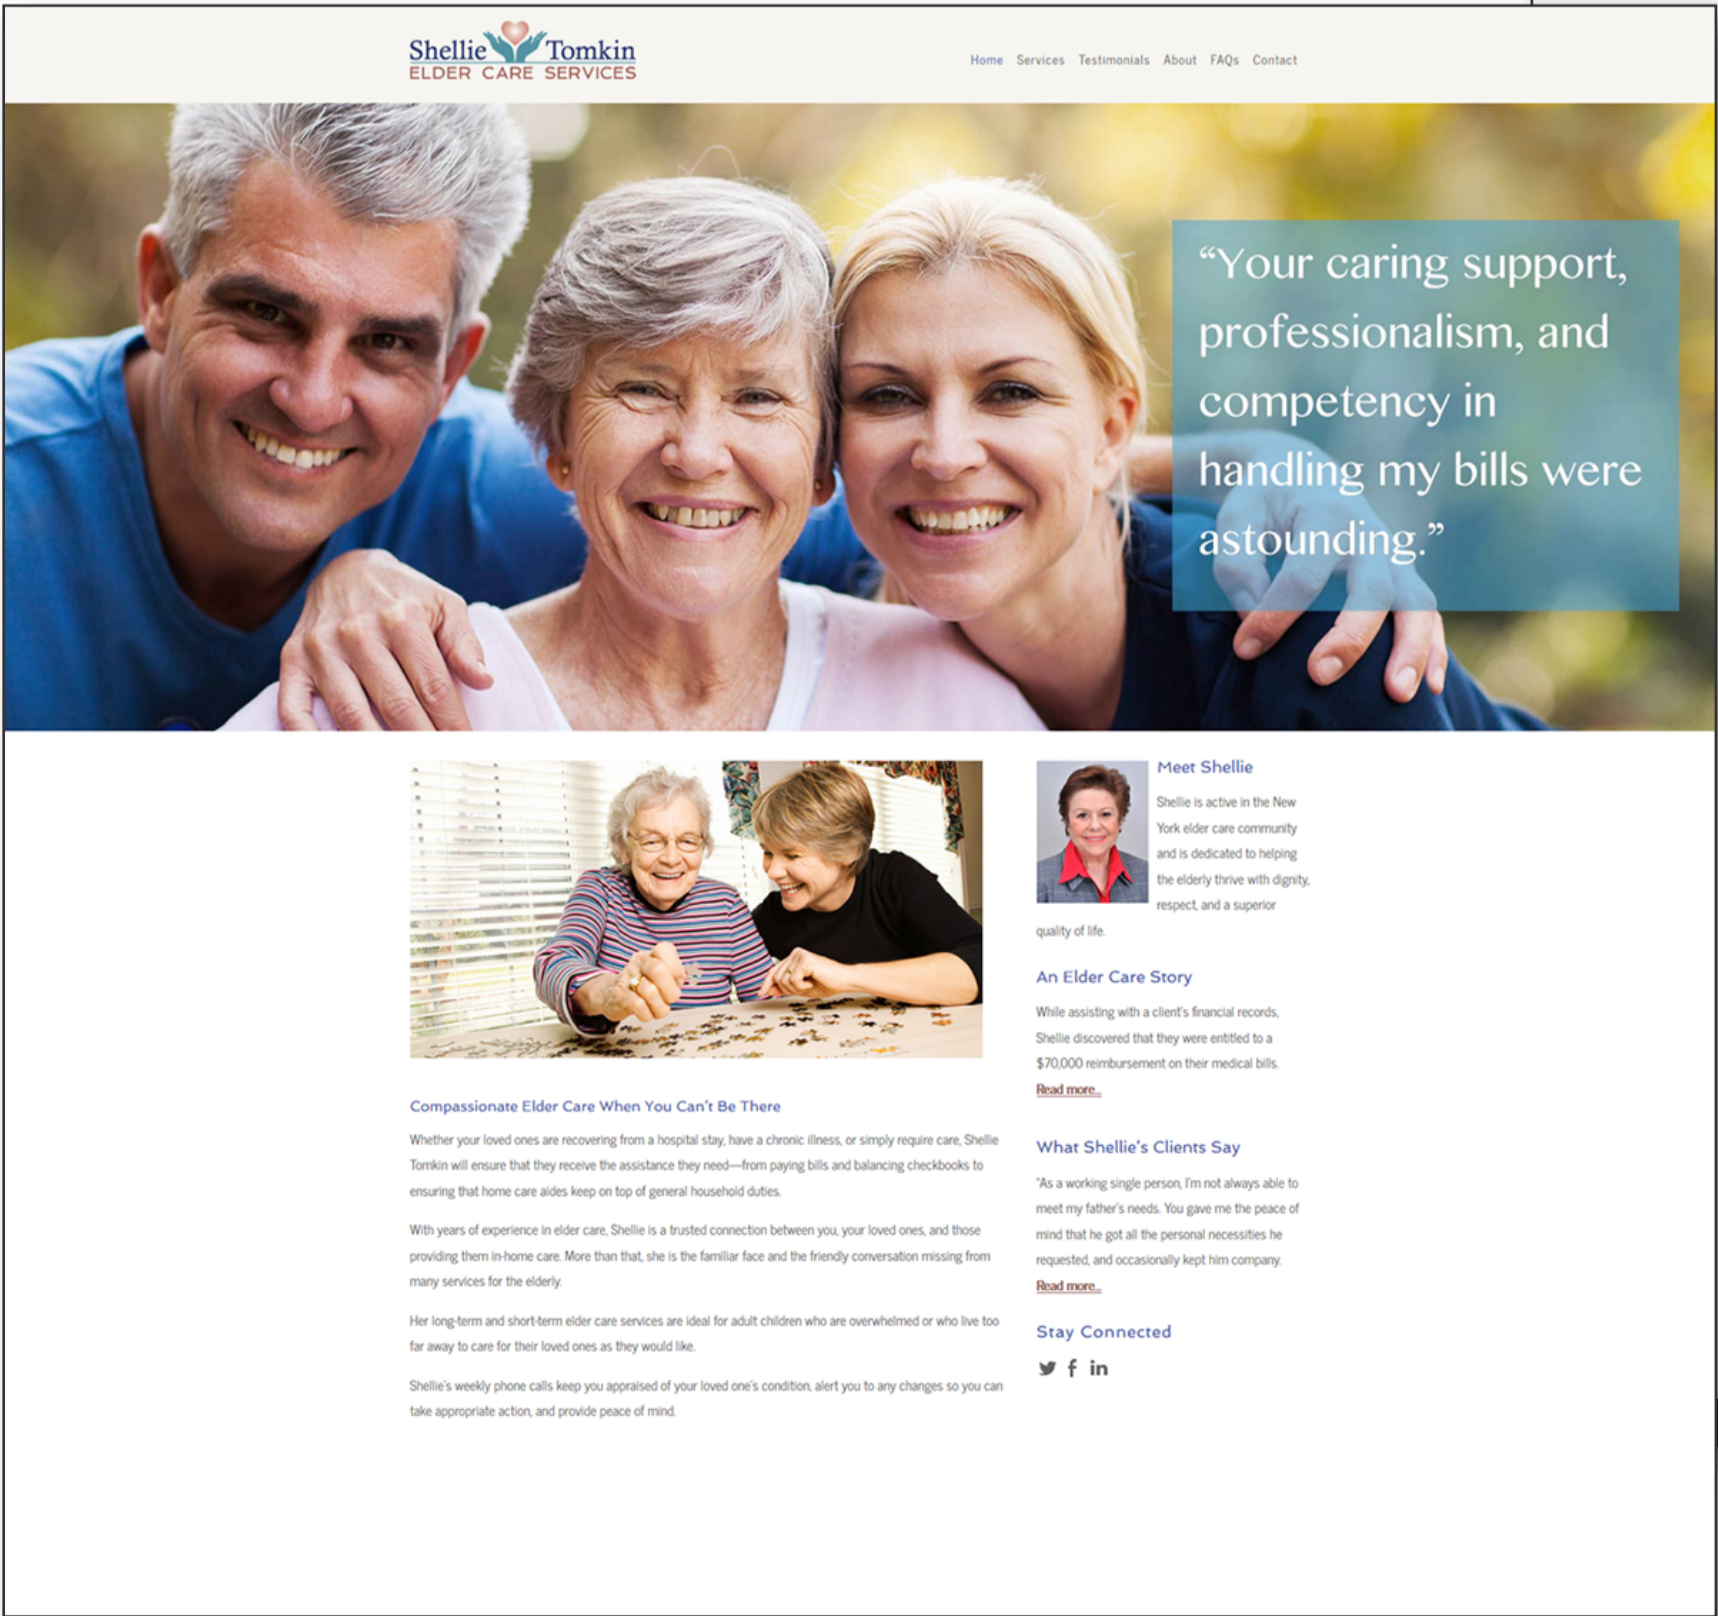 Shellie Tomkin
ELDER CARE SERVICES
Home Services Testimonials About FAQs Contact
“Your caring support,
professionalism, and
competency in
handling my bills were
astounding.”
Compassionate Elder Care When You Can't Be There
Whether your loved ones are recovering from a hospital stay, have a chronic illness, or simply require care, Shellie
Tomkin will ensure that they receive the assistance they need—from paying bills and balancing checkbooks to
ensuring that home care aides keep on top of general household duties.
With years of experience in elder care, Shellie is a trusted connection between you, your loved ones, and those
providing them in-home care. More than that, she is the familiar face and the friendly conversation missing from
many services for the elderly.
Her long-term and short-term elder care services are ideal for adult children who are overwhelmed or who live too
far away to care for their loved ones as they would like.
Shellie's weekly phone calls keep you appraised of your loved one's condition, alert you to any changes so you can
take appropriate action, and provide peace of mind.
Meet Shellie
Shellie is active in the New
York elder care community
and is dedicated to helping
the elderly thrive with dignity,
respect, and a superior
quality of life.
An Elder Care Story
While assisting with a client's financial records,
Shellie discovered that they were entitled to a
$70,000 reimbursement on their medical bills.
Read more...
What Shellie's Clients Say
"As a working single person, I'm not always able to
meet my father's needs. You gave me the peace of
mind that he got all the personal necessities he
requested, and occasionally kept him company.
Read more...
Stay Connected